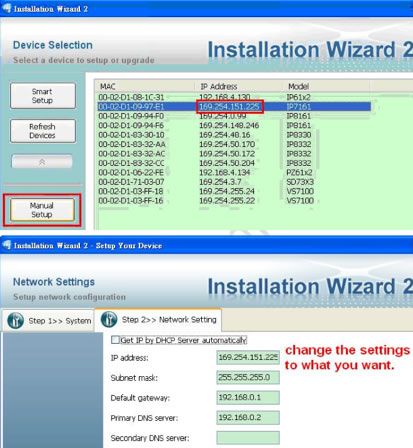 Installation Wizard 2
Device Selection
Select a device to setup or upgrade
Installation Wizard 2
Smart Setup
Refresh Devices
Manual Setup
MAC IP Address Model
00-02-D1-08-1C-31 192.168.4.130 IP61x2
00-02-D1-09-97-E1 169.254.151.225 IP7161
00-02-D1-09-94-F0 169.254.0.99 IP8161
00-02-D1-09-94-F6 169.254.148.246 IP8161
00-02-D1-83-30-10 169.254.48.16 IP8330
00-02-D1-83-32-AA 169.254.50.170 IP8332
00-02-D1-83-32-AC 169.254.50.172 IP8332
00-02-D1-83-32-CC 169.254.50.204 IP8332
00-02-D1-06-22-FE 192.168.4.134 PZ61x2
00-02-D1-71-03-07 169.254.3.7 SD73X3
00-02-D1-03-FF-18 169.254.255.24 VS7100
00-02-D1-03-FF-16 169.254.255.22 VS7100
Installation Wizard 2 - Setup Your Device
Network Settings
Setup network configuration
Installation Wizard 2
Step 1>> System
Step 2>> Network Setting
Get IP by DHCP Server automatically
IP address: 169.254.151.225
Subnet mask: 255.255.255.0
Default gateway: 192.168.0.1
Primary DNS server: 192.168.0.2
Secondary DNS server:
change the settings
to what you want.